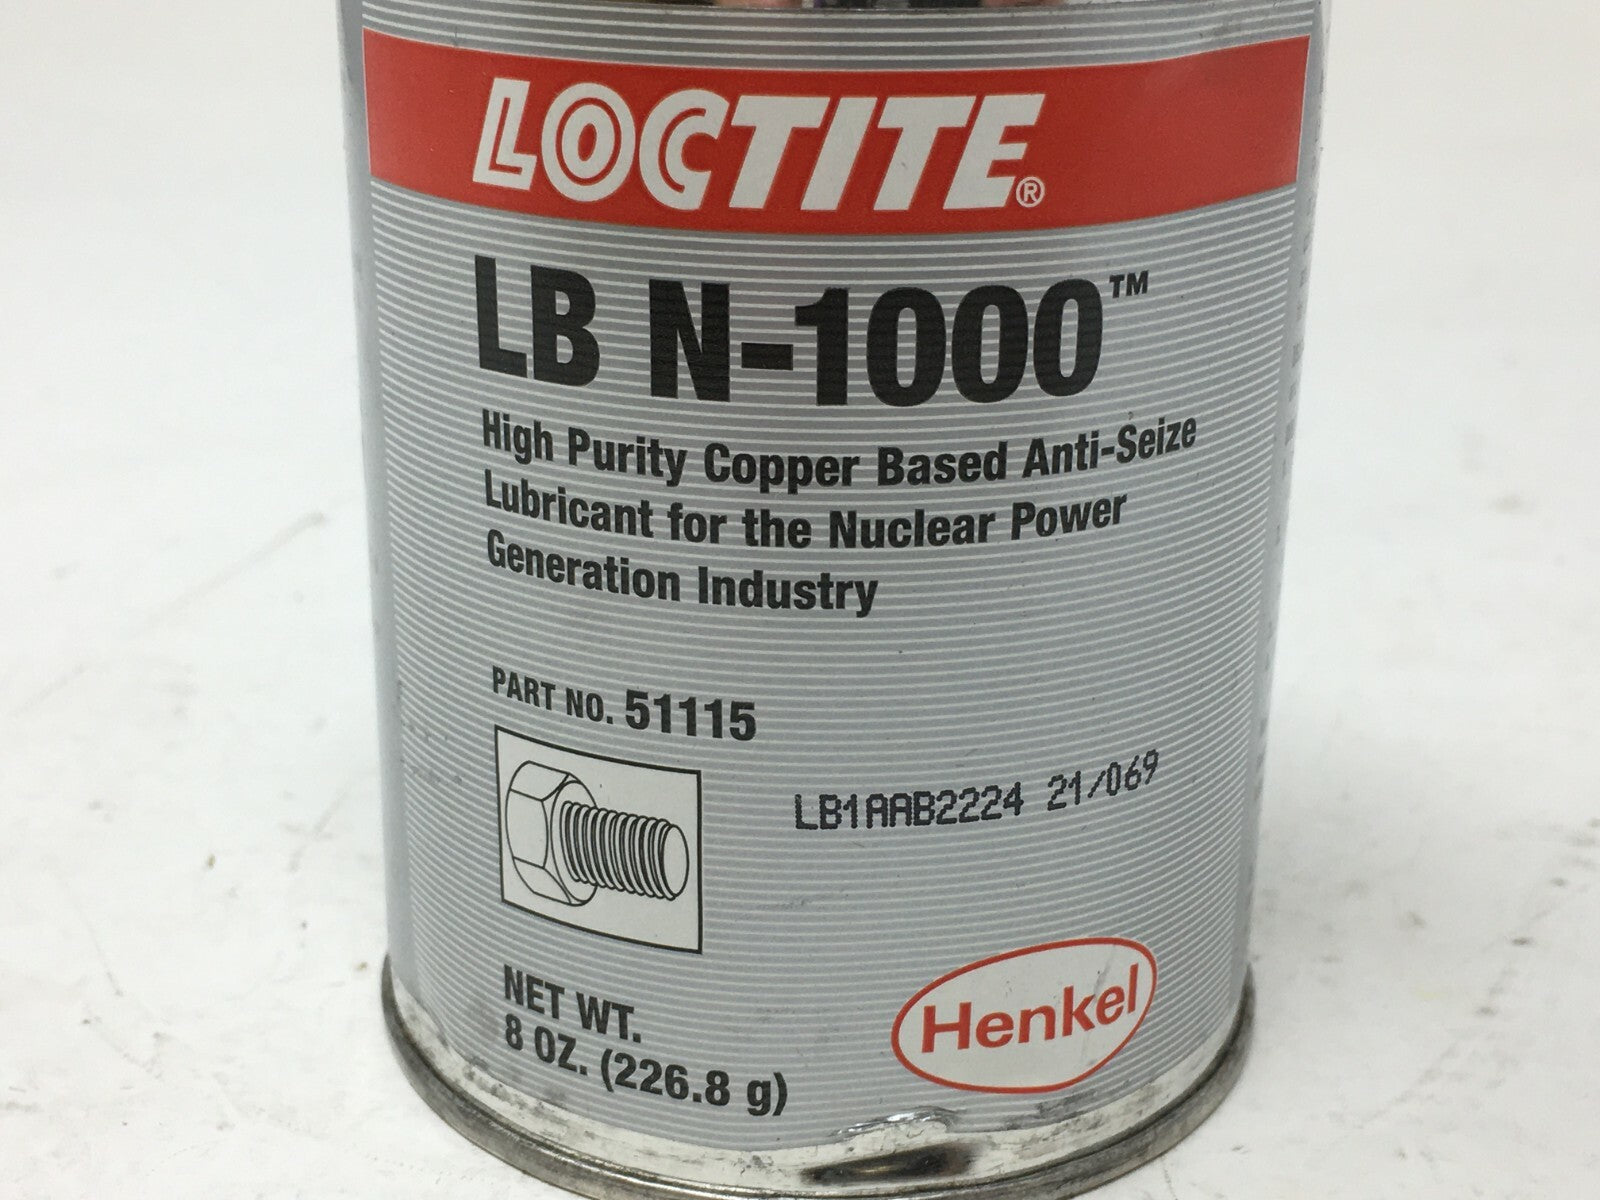 LOCTITE®
LB N-1000™
High Purity Copper Based Anti-Seize
Lubricant for the Nuclear Power
Generation Industry
PART NO. 51115
LB1AAB2224 21/069
NET WT.
8 OZ. (226.8 g)
Henkel